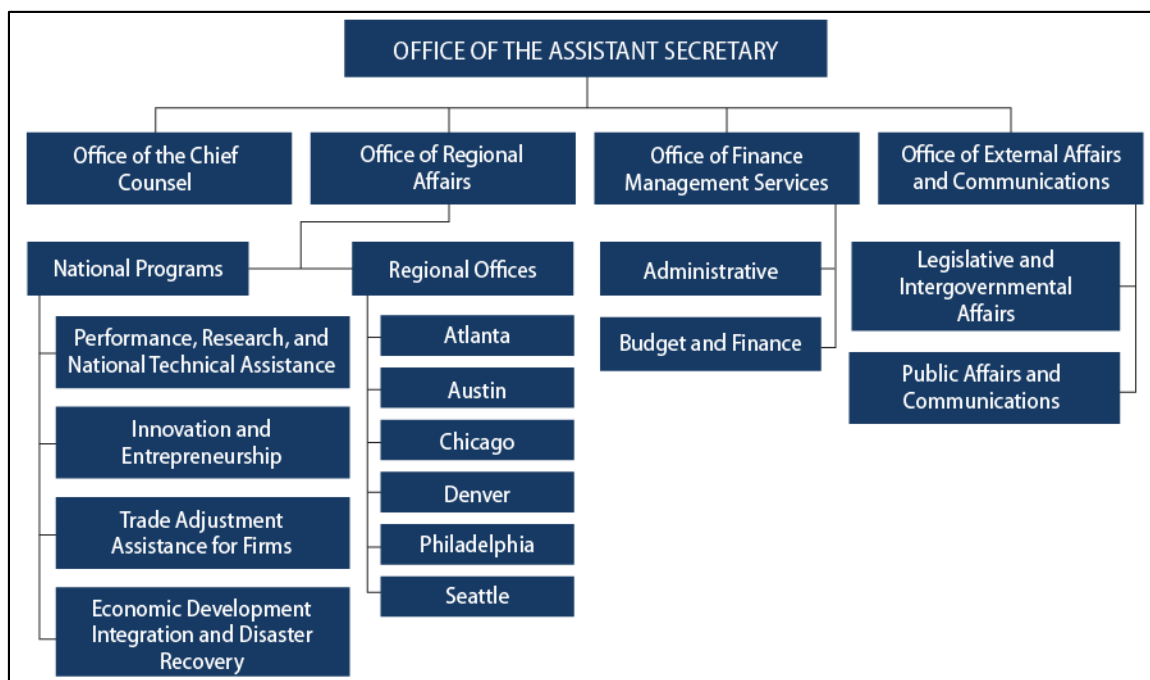 OFFICE OF THE ASSISTANT SECRETARY
Office of the Chief
Counsel
Office of Regional
Affairs
Office of Finance
Management Services
Office of External Affairs
and Communications
National Programs
Performance, Research, and
National Technical Assistance
Innovation and
Entrepreneurship
Trade Adjustment
Assistance for Firms
Economic Development
Integration and Disaster
Recovery
Regional Offices
Atlanta
Austin
Chicago
Denver
Philadelphia
Seattle
Administrative
Budget and Finance
Legislative and
Intergovernmental
Affairs
Public Affairs and
Communications